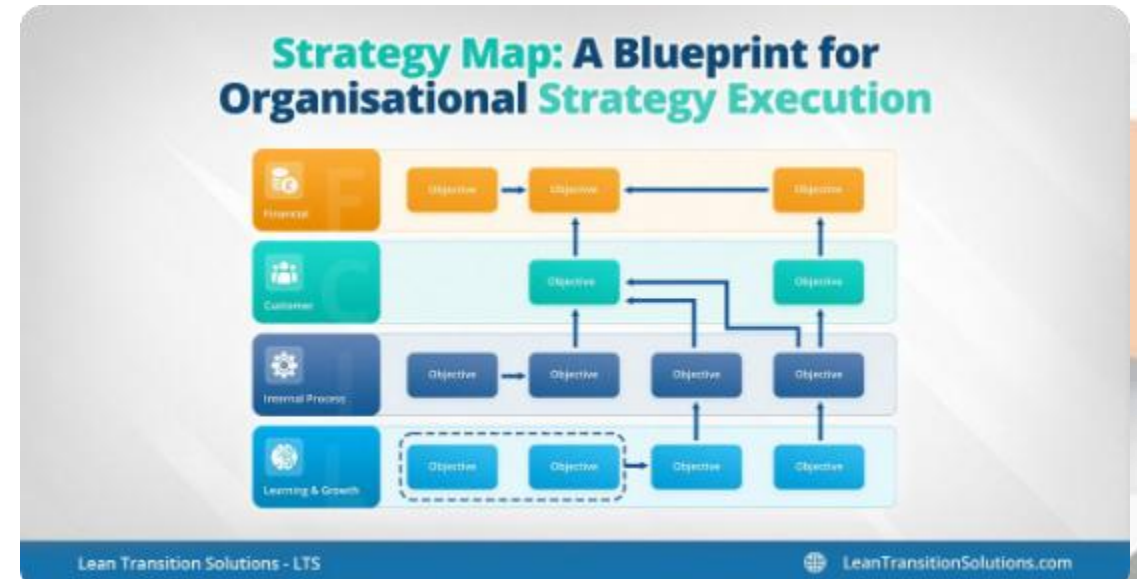 Strategy Map: A Blueprint for
Organisational Strategy Execution
Financial
Objective
Objective
Objective
Customer
Objective
Objective
Internal Process
Objective
Objective
Objective
Objective
Learning & Growth
Objective
Objective
Objective
Objective
Lean Transition Solutions - LTS
LeanTransitionSolutions.com